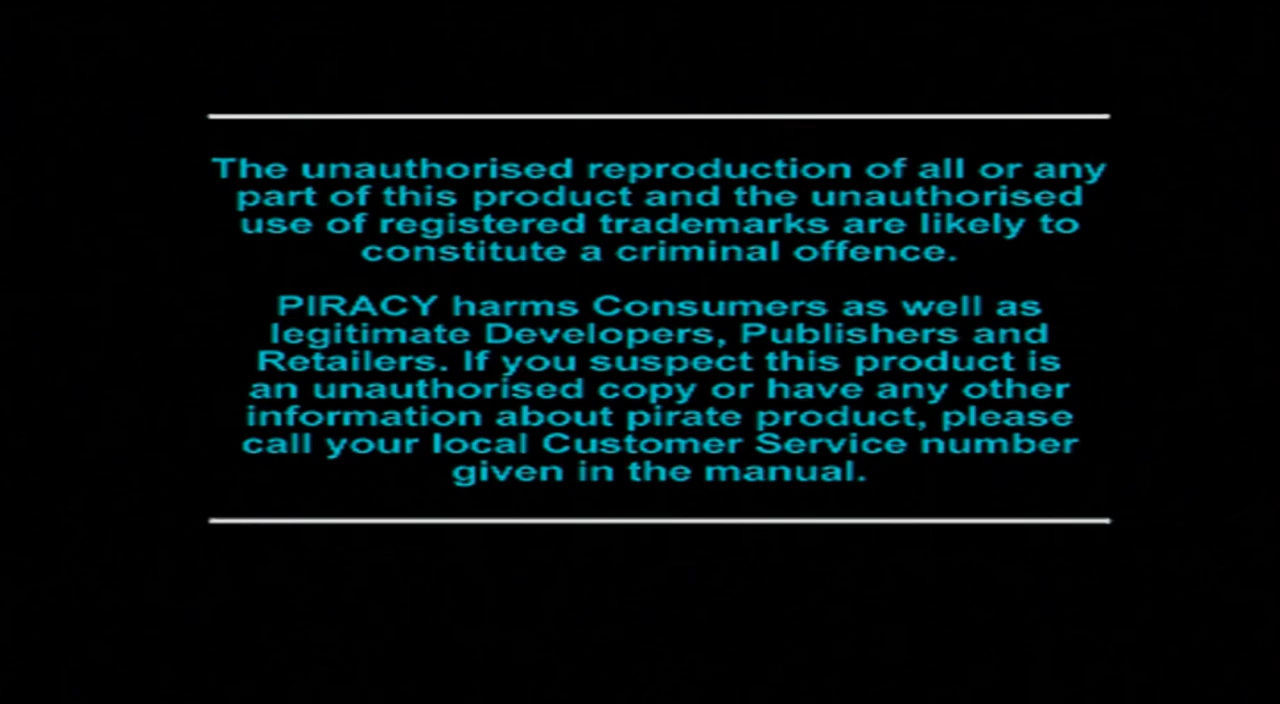 The unauthorised reproduction of all or any
part of this product and the unauthorised
use of registered trademarks are likely to
constitute a criminal offence.
PIRACY harms Consumers as well as
legitimate Developers, Publishers and
Retailers. If you suspect this product is
an unauthorised copy or have any other
information about pirate product, please
call your local Customer Service number
given in the manual.